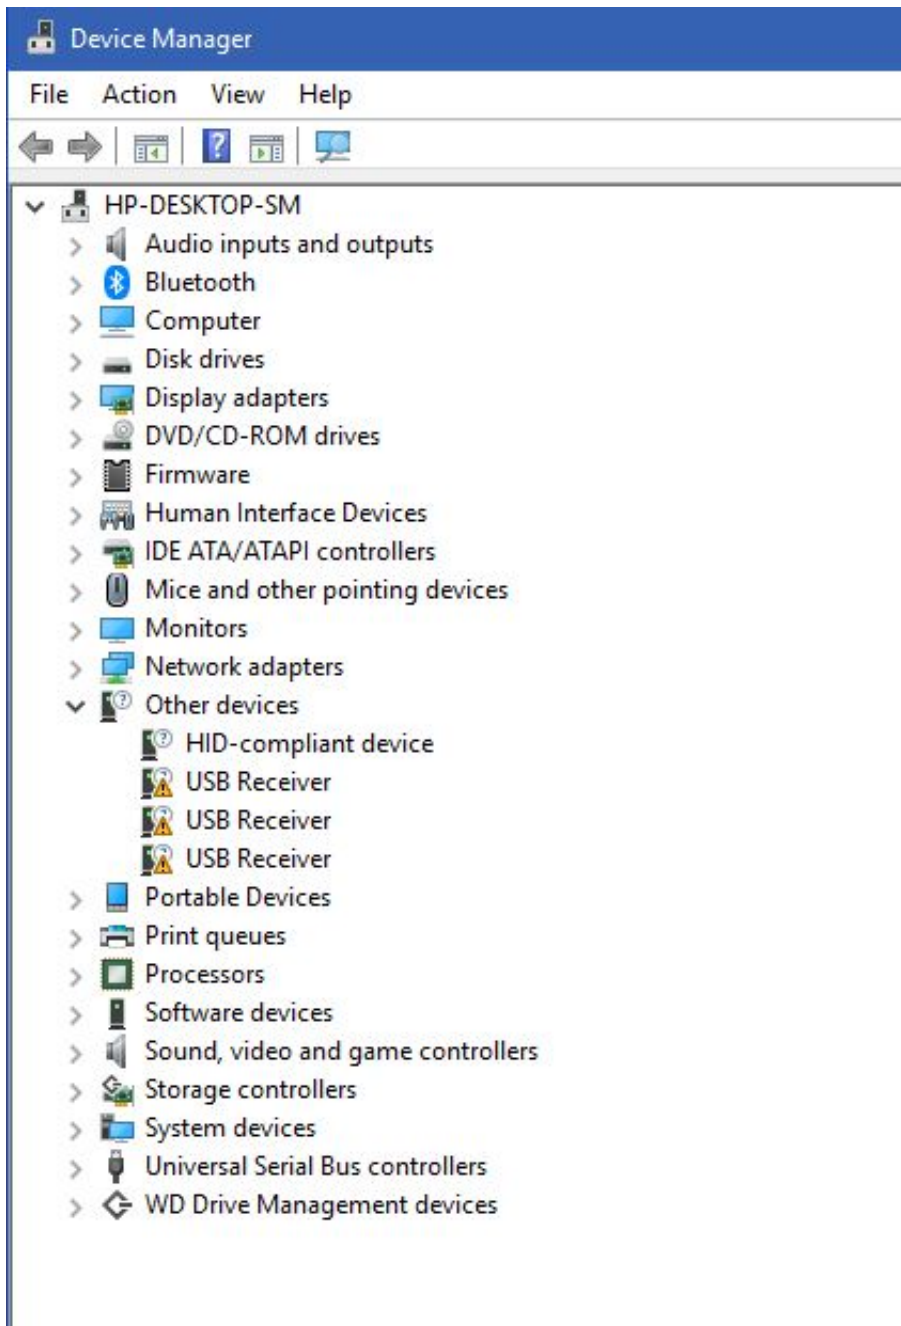 Device Manager
File Action View Help
HP-DESKTOP-SM
Audio inputs and outputs
Bluetooth
Computer
Disk drives
Display adapters
DVD/CD-ROM drives
Firmware
Human Interface Devices
IDE ATA/ATAPI controllers
Mice and other pointing devices
Monitors
Network adapters
Other devices
HID-compliant device
USB Receiver
USB Receiver
USB Receiver
Portable Devices
Print queues
Processors
Software devices
Sound, video and game controllers
Storage controllers
System devices
Universal Serial Bus controllers
WD Drive Management devices